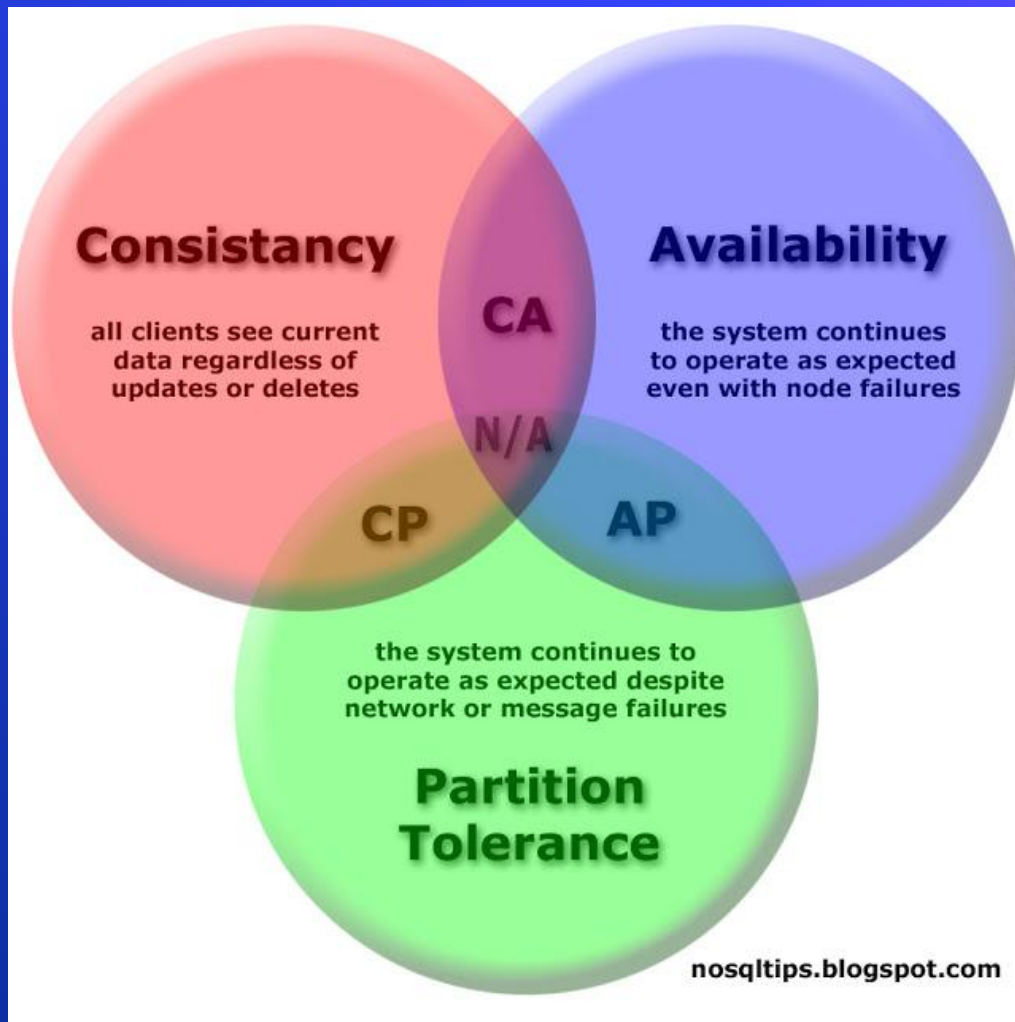 Consistancy
all clients see current
data regardless of
updates or deletes
Availability
the system continues
to operate as expected
even with node failures
CA
N/A
CP
AP
the system continues to
operate as expected despite
network or message failures
Partition
Tolerance
nosqltips.blogspot.com